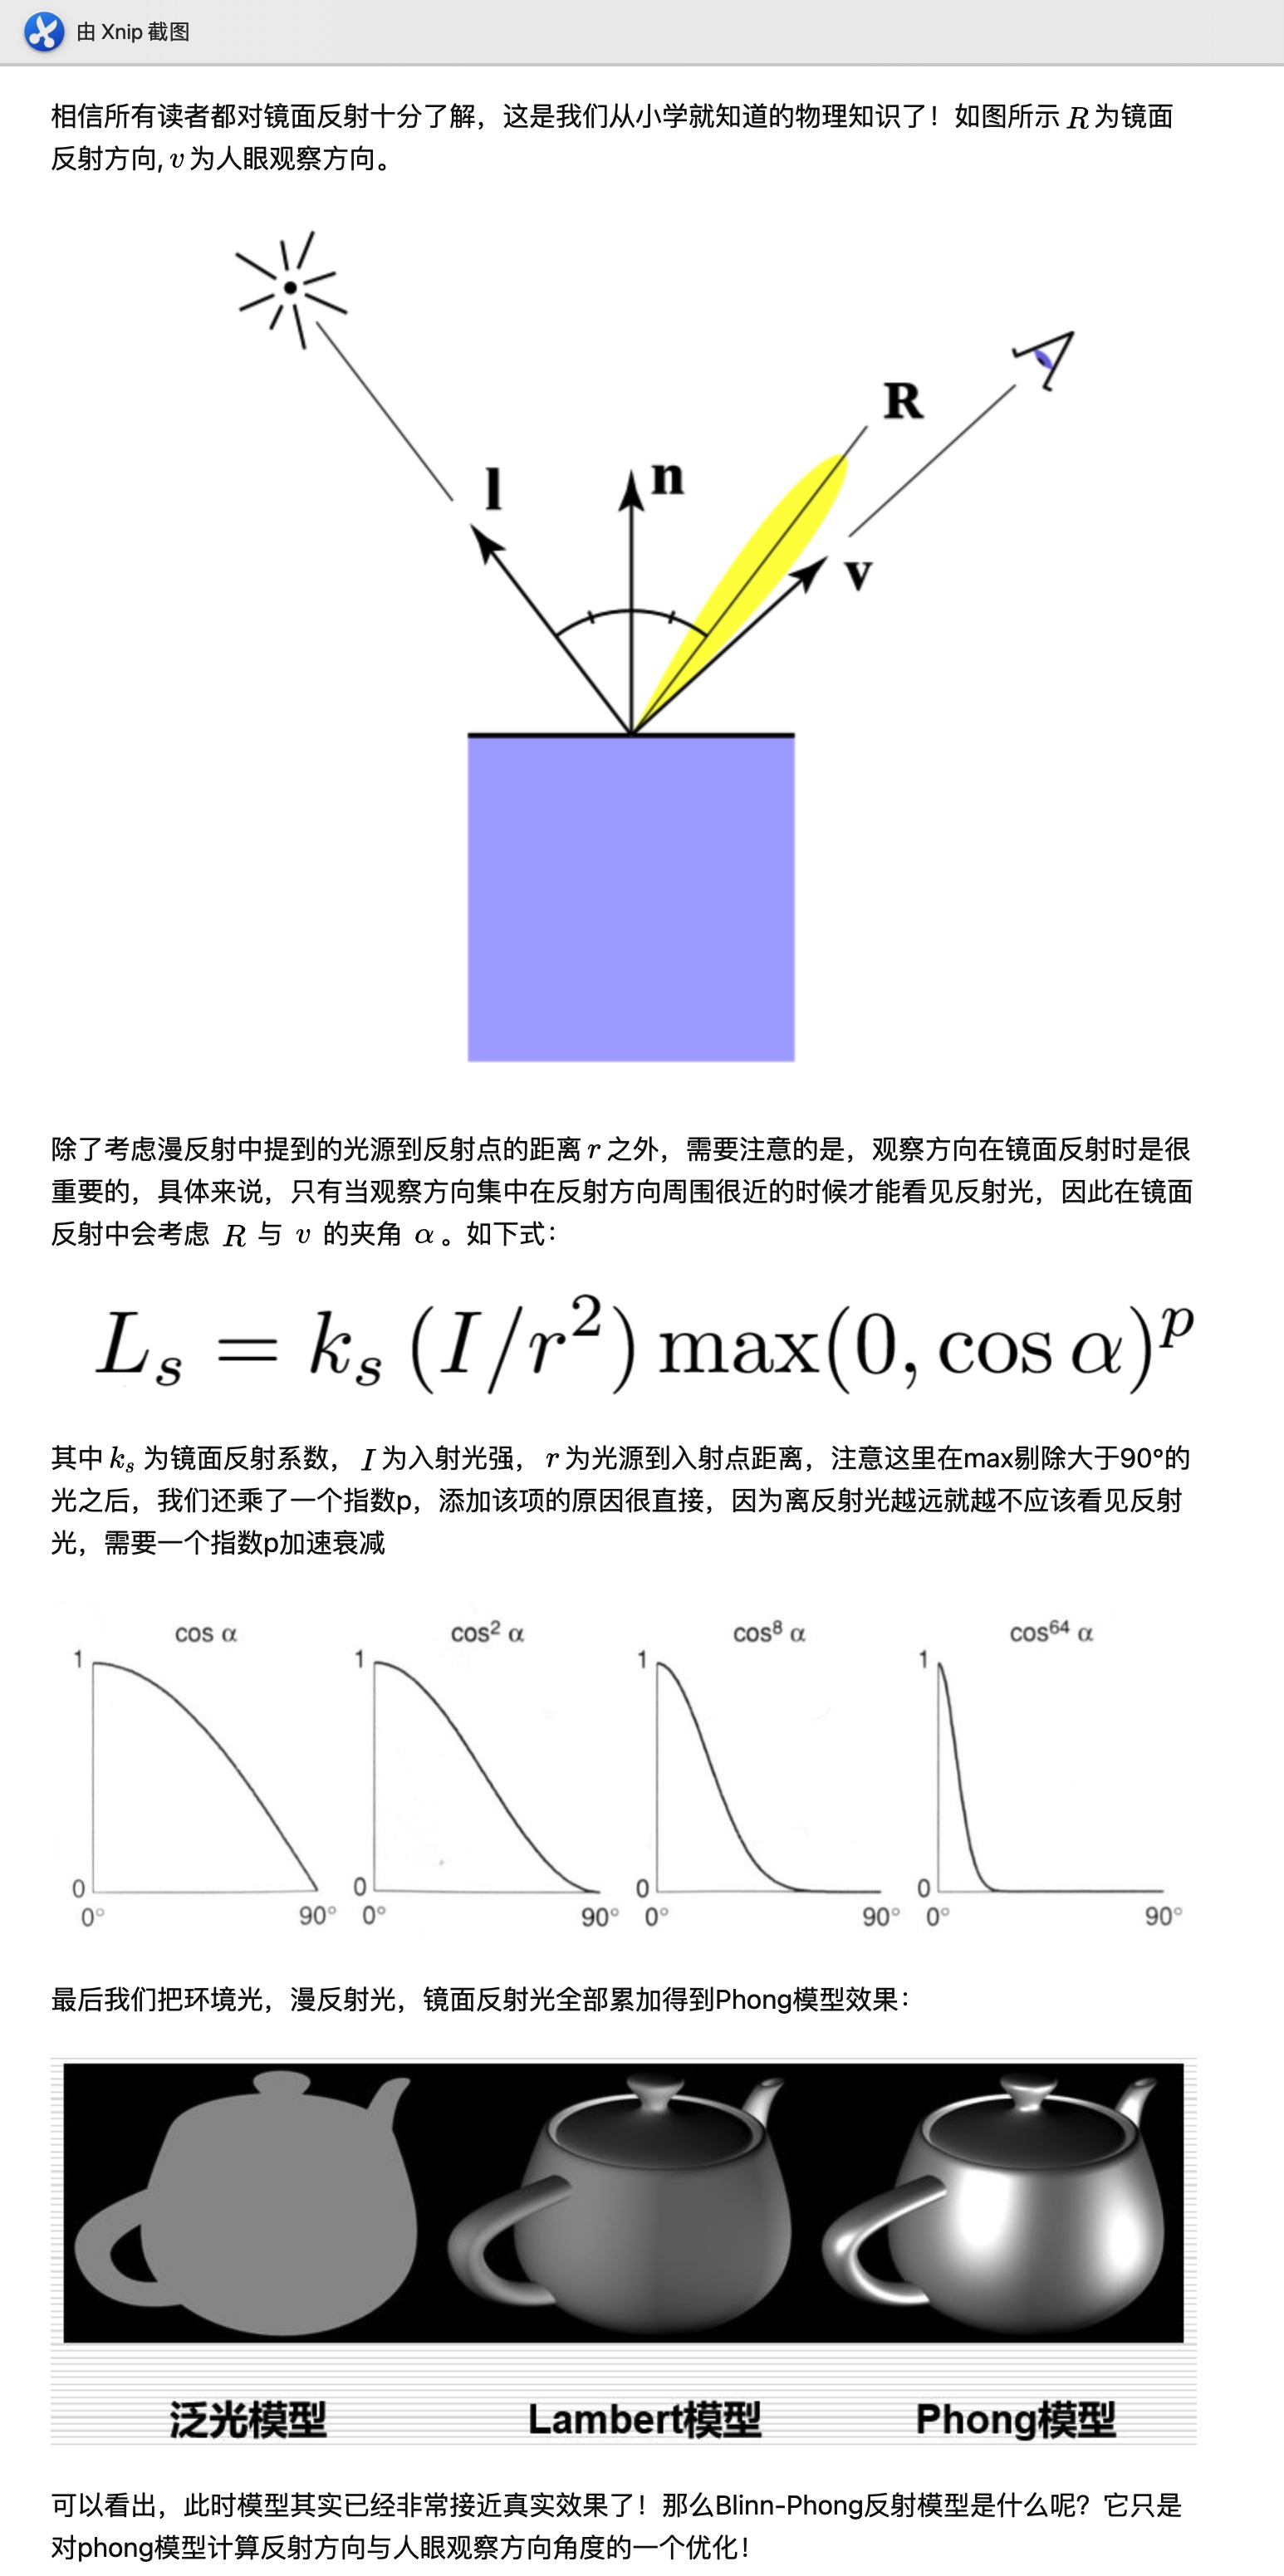 由 Xnip 截图
相信所有读者都对镜面反射十分了解，这是我们从小学就知道的物理知识了！如图所示 R 为镜面
反射方向, v 为人眼观察方向。
R
l
n
v
除了考虑漫反射中提到的光源到反射点的距离 r 之外，需要注意的是，观察方向在镜面反射时是很
重要的，具体来说，只有当观察方向集中在反射方向周围很近的时候才能看见反射光，因此在镜面
反射中会考虑 R 与 v 的夹角 α 。如下式：
L_s = k_s (I/r^2) max(0, cos α)^p
其中 k_s 为镜面反射系数， I 为入射光强， r 为光源到入射点距离，注意这里在max剔除大于90°的
光之后，我们还乘了一个指数p，添加该项的原因很直接，因为离反射光越远就越不应该看见反射
光，需要一个指数p加速衰减
cos α cos² α cos⁸ α cos⁶⁴ α
1 1 1 1
0 0 0 0
0° 90° 0° 90° 0° 90° 0° 90°
最后我们把环境光，漫反射光，镜面反射光全部累加得到Phong模型效果：
泛光模型 Lambert模型 Phong模型
可以看出，此时模型其实已经非常接近真实效果了！那么Blinn-Phong反射模型是什么呢？它只是
对phong模型计算反射方向与人眼观察方向角度的一个优化！